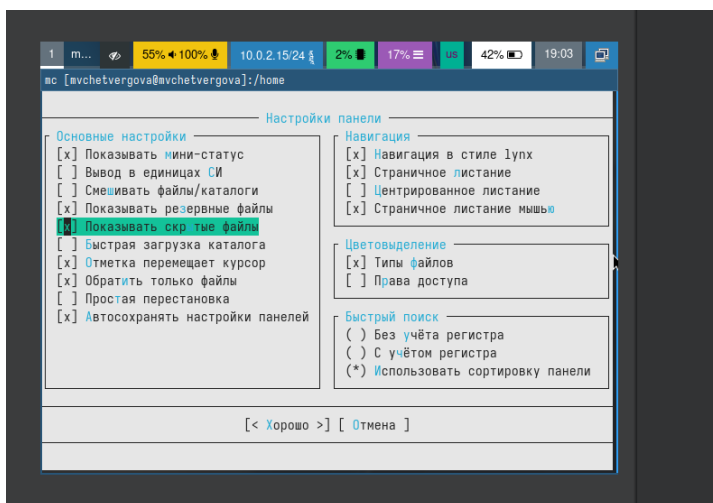 1 m... 55% 100% 10.0.2.15/24 2% 17% us 42% 19:03
mc [mvchetvergova@mvchetvergova]:/home
Настройки панели
Основные настройки
[x] Показывать мини-статус
[ ] Вывод в единицах СИ
[ ] Смешивать файлы/каталоги
[x] Показывать резервные файлы
[x] Показывать скр тые файлы
[ ] Быстрая загрузка каталога
[x] Отметка перемещает курсор
[x] Обратить только файлы
[ ] Простая перестановка
[x] Автосохранять настройки панелей
Навигация
[x] Навигация в стиле lynx
[x] Страничное листание
[ ] Центрированное листание
[x] Страничное листание мышью
Цветовыделение
[x] Типы файлов
[ ] Права доступа
Быстрый поиск
( ) Без учёта регистра
( ) С учётом регистра
(*) Использовать сортировку панели
[< Хорошо >] [ Отмена ]